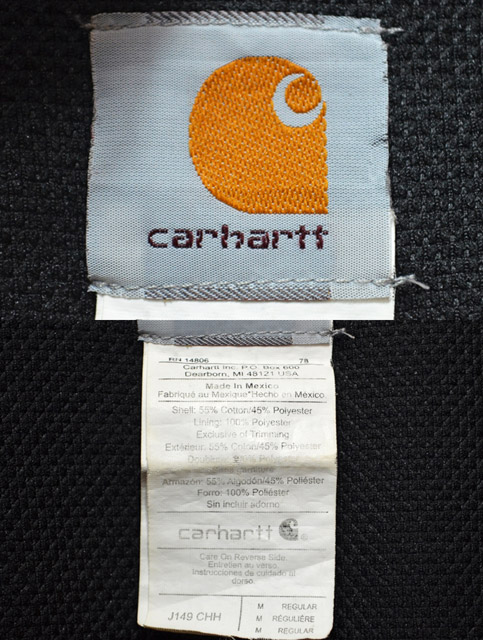 carhartt
RN 14806 78
Carhartt Inc. P.O. Box 600
Dearborn, MI 48121 USA
Made In Mexico
Fabriqué au Mexique*Hecho en México
Shell: 55% Cotton/45% Polyester
Lining: 100% Polyester
Exclusive of Trimming
Extérieur: 55% Coton/45% Polyester
Armazón: 55% Algodón/45% Poliéster
Forro: 100% Poliéster
Sin incluir adorno
carhartt
Care On Reverse Side
Entretien au verso.
Instrucciones de cuidado al
dorso.
J149 CHH
M REGULAR
M RÉGULIÈRE
M REGULAR